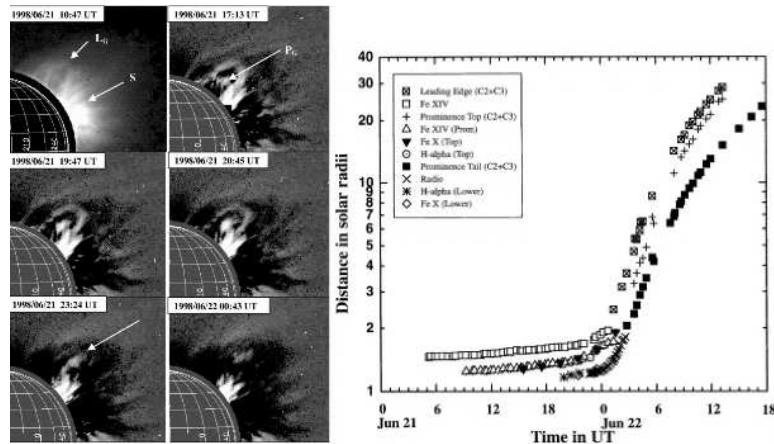 1998/06/21 10:47 UT
L_G
S
1998/06/21 17:13 UT
P_G
1998/06/21 19:47 UT
1998/06/21 20:45 UT
1998/06/21 23:24 UT
1998/06/22 00:43 UT
Distance in solar radii
40
30
20
10
9
8
7
6
5
4
3
2
1
Leading Edge (C2+C3)
Fe XIV
Prominence Top (C2+C3)
Fe XIV (Prom)
Fe X (Top)
H-alpha (Top)
Prominence Tail (C2+C3)
Radio
H-alpha (Lower)
Fe X (Lower)
0 6 12 18 0 6 12 18
Jun 21 Jun 22
Time in UT